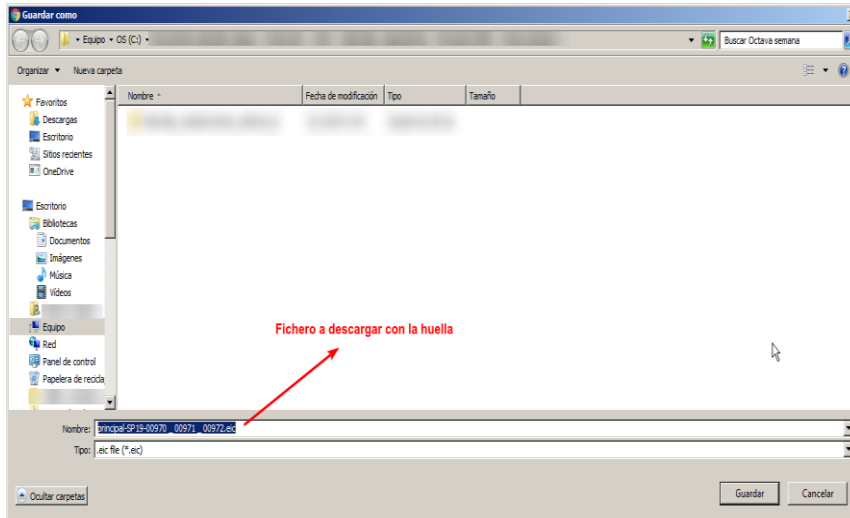 Guardar como
Equipo OS (C:)
Buscar Octava semana
Organizar Nueva carpeta
Nombre Fecha de modificación Tipo Tamaño
Favoritos
Descargas
Escritorio
Sitios recientes
OneDrive
Escritorio
Bibliotecas
Documentos
Imágenes
Música
Vídeos
Equipo
Red
Panel de control
Papelera de recicla
Fichero a descargar con la huella
Nombre: principal-SP19-00970_00971_00972.eic
Tipo: .eic file (*.eic)
Ocultar carpetas Guardar Cancelar